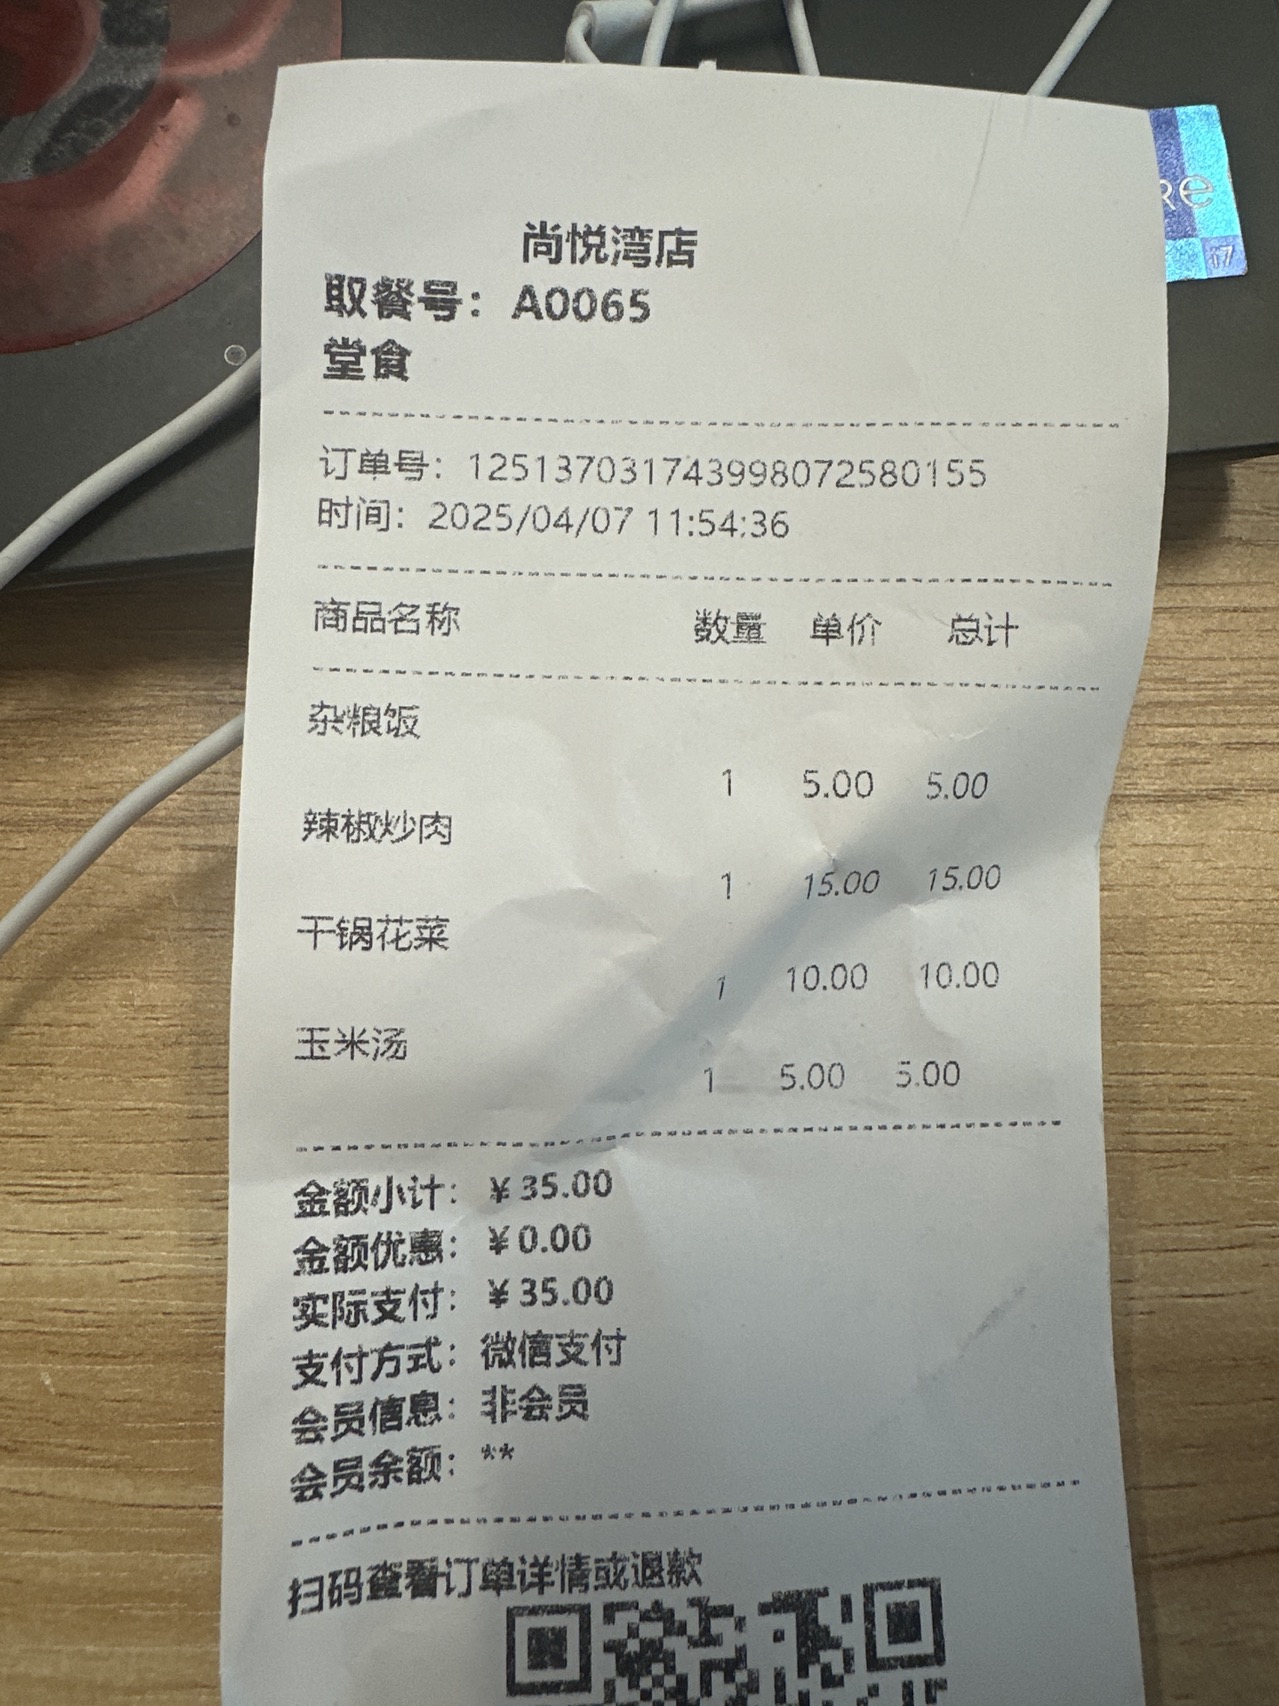 尚悦湾店
取餐号：A0065
堂食
订单号：1251370317439980725​80155
时间：2025/04/07 11:54:36
商品名称 数量 单价 总计
杂粮饭
1 5.00 5.00
辣椒炒肉
1 15.00 15.00
干锅花菜
1 10.00 10.00
玉米汤
1 5.00 5.00
金额小计：￥35.00
金额优惠：￥0.00
实际支付：￥35.00
支付方式：微信支付
会员信息：非会员
会员余额：**
扫码查看订单详情或退款
i7